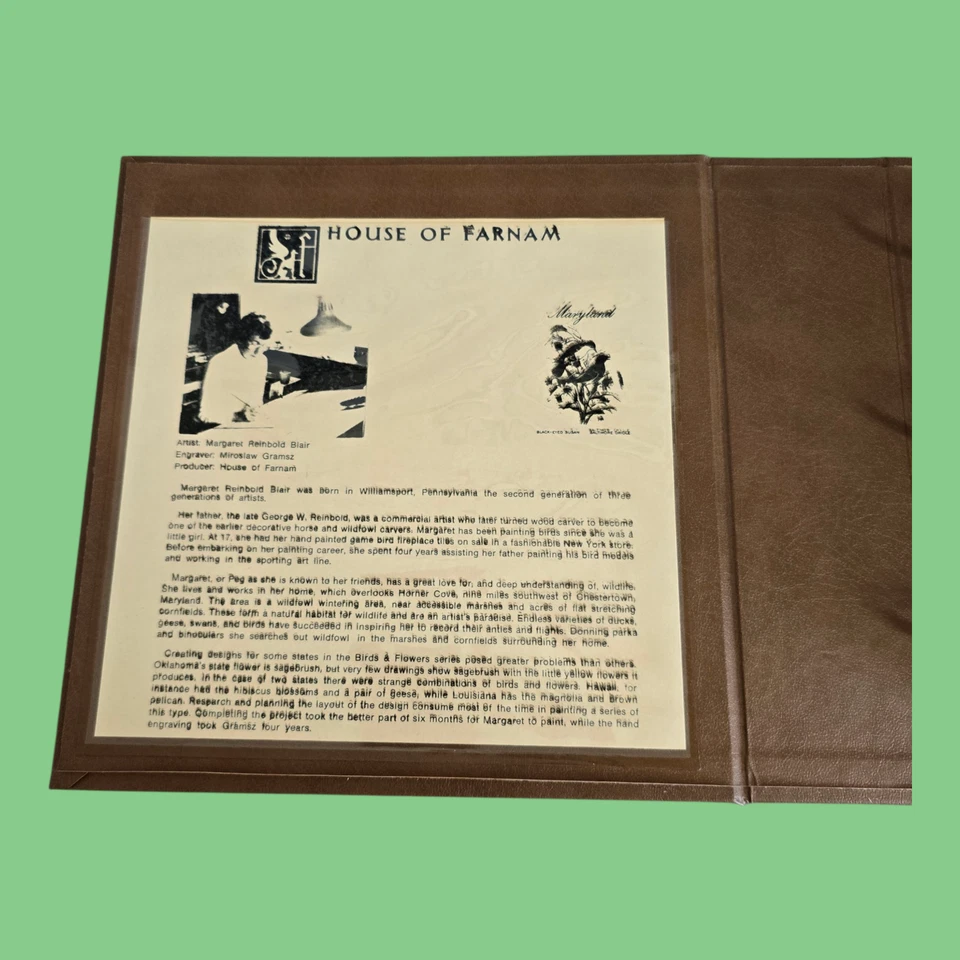 HOUSE OF FARNAM
Maryland
BLACK-EYED SUSAN
Artist: Margaret Reinbold Blair
Engraver: Miroslaw Gramsz
Producer: House of Farnam
Margaret Reinbold Blair was born in Williamsport, Pennsylvania the second generation of three
generations of artists.
Her father, the late George W. Reinbold, was a commercial artist who later turned wood carver to become
one of the earlier decorative horse and wildfowl carvers. Margaret has been painting birds since she was a
little girl. At 17, she had her hand painted game bird fireplace tiles on sale in a fashionable New York store.
Before embarking on her painting career, she spent four years assisting her father painting his bird models
and working in the sporting art line.
Margaret, or Peg as she is known to her friends, has a great love for, and deep understanding of, wildlife.
She lives and works in her home, which overlooks Horner Cove, nine miles southwest of Chestertown,
Maryland. The area is a wildfowl wintering area, near accessible marshes and acres of flat stretching
cornfields. These form a natural habitat for wildlife and are an artist's paradise. Endless varieties of ducks,
geese, swans, and birds have succeeded in inspiring her to record their antics and flights. Donning parka
and binoculars she searches out wildfowl in the marshes and cornfields surrounding her home.
Creating designs for some states in the Birds & Flowers series posed greater problems than others.
Oklahoma's state flower is sagebrush, but very few drawings show sagebrush with the little yellow flowers it
produces. In the case of two states there were strange combinations of birds and flowers. Hawaii, for
instance had the hibiscus blossoms and a pair of geese, while Louisiana has the magnolia and Brown
pelican. Research and planning the layout of the design consume most of the time in painting a series of
this type. Completing the project took the better part of six months for Margaret to paint, while the hand
engraving took Gramsz four years.